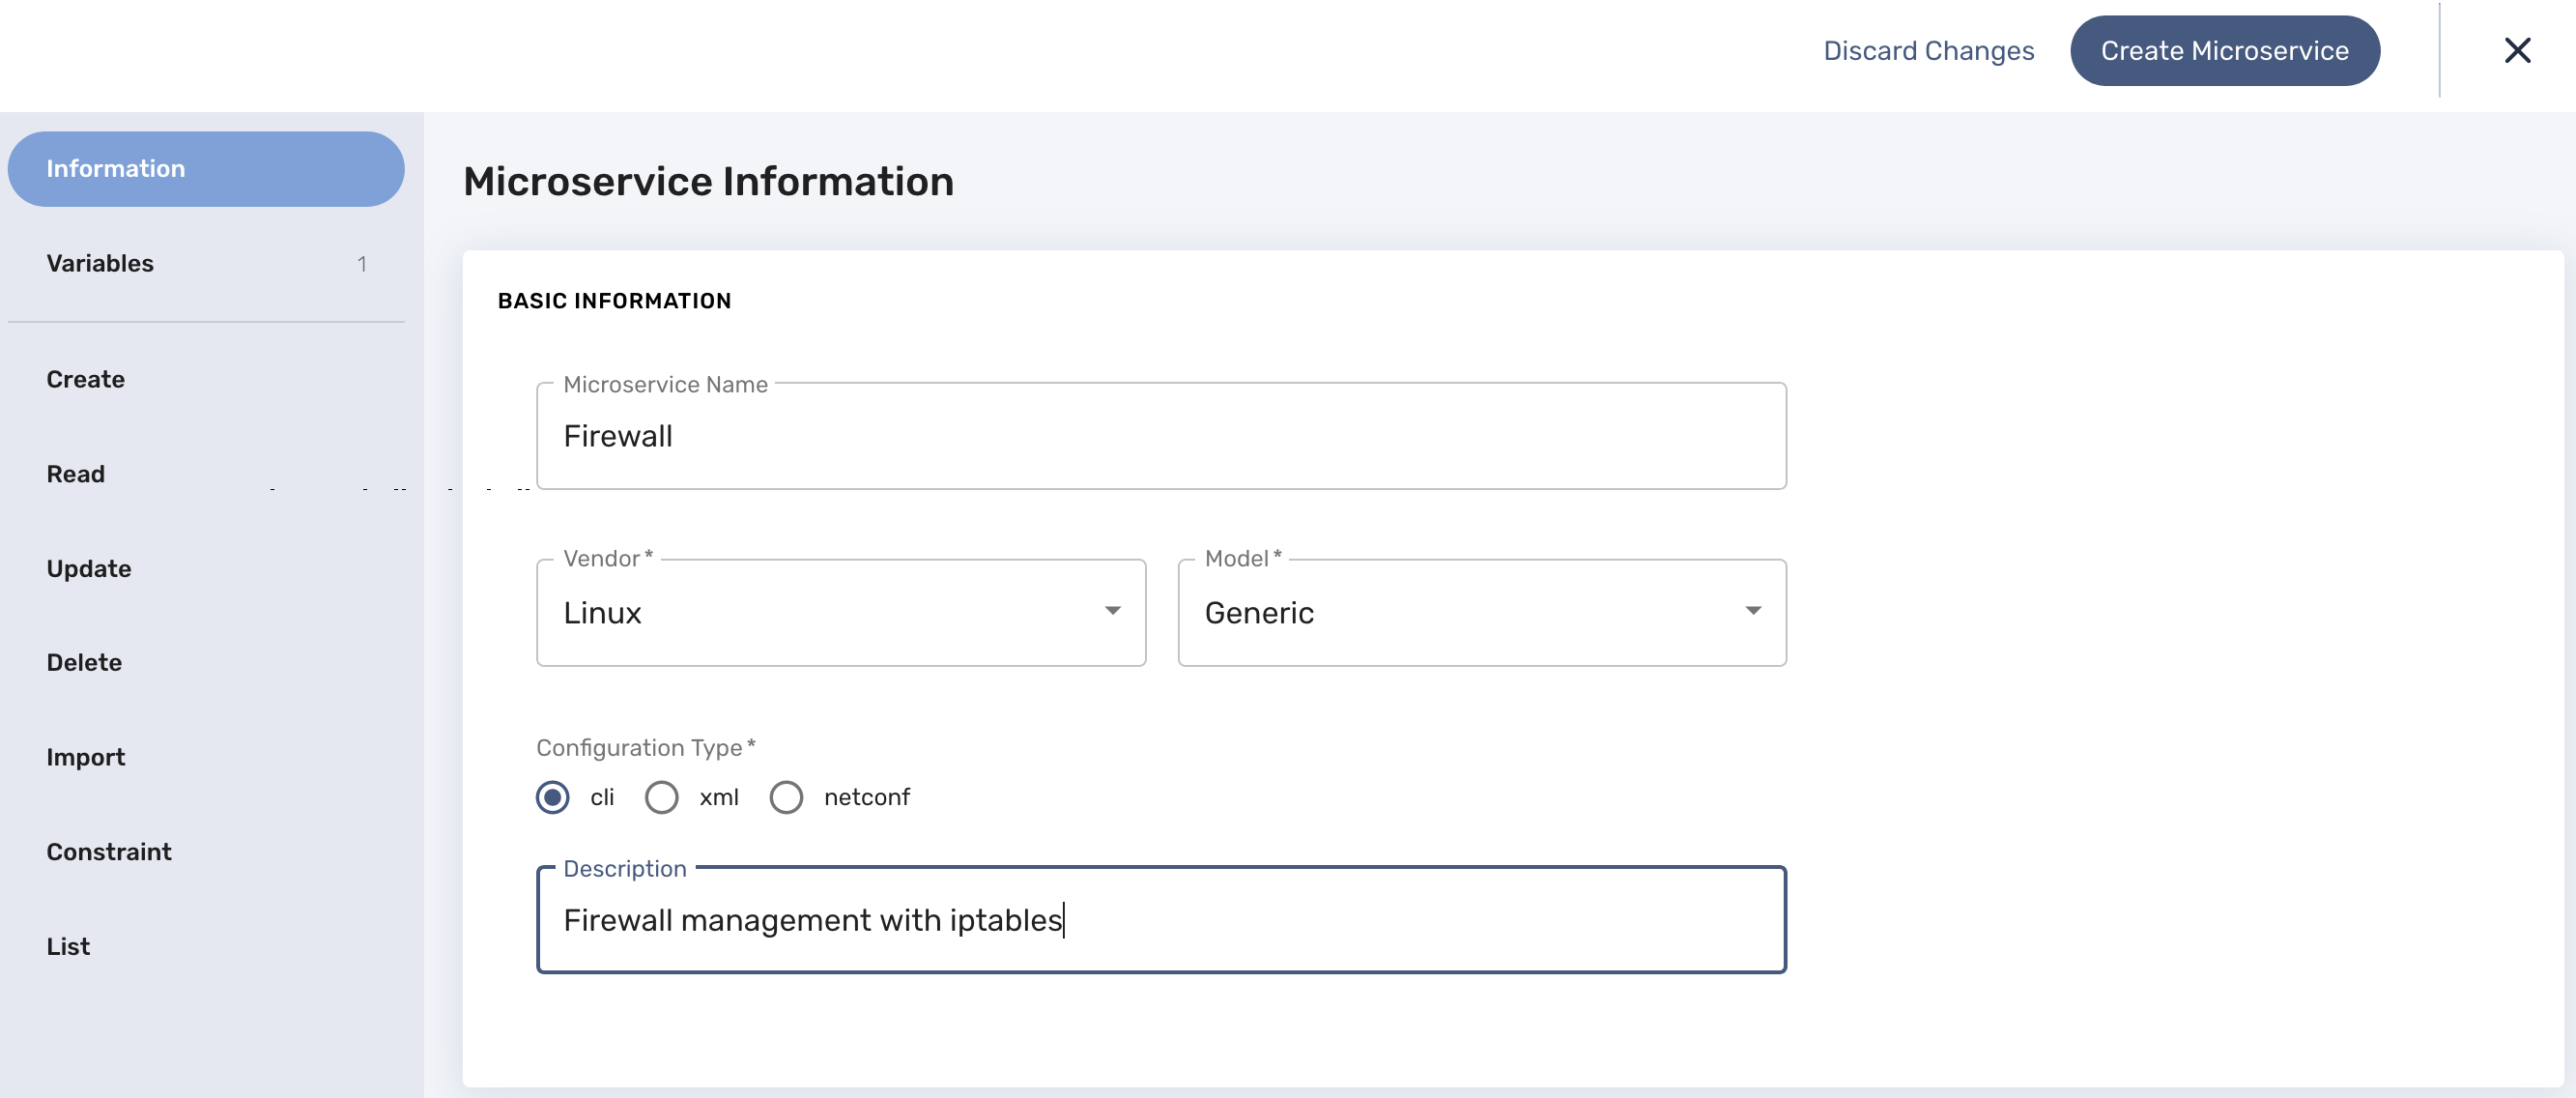 Discard Changes
Create Microservice
Information
Variables 1
Create
Read
Update
Delete
Import
Constraint
List
Microservice Information
BASIC INFORMATION
Microservice Name
Firewall
Vendor *
Linux
Model *
Generic
Configuration Type *
cli xml netconf
Description
Firewall management with iptables